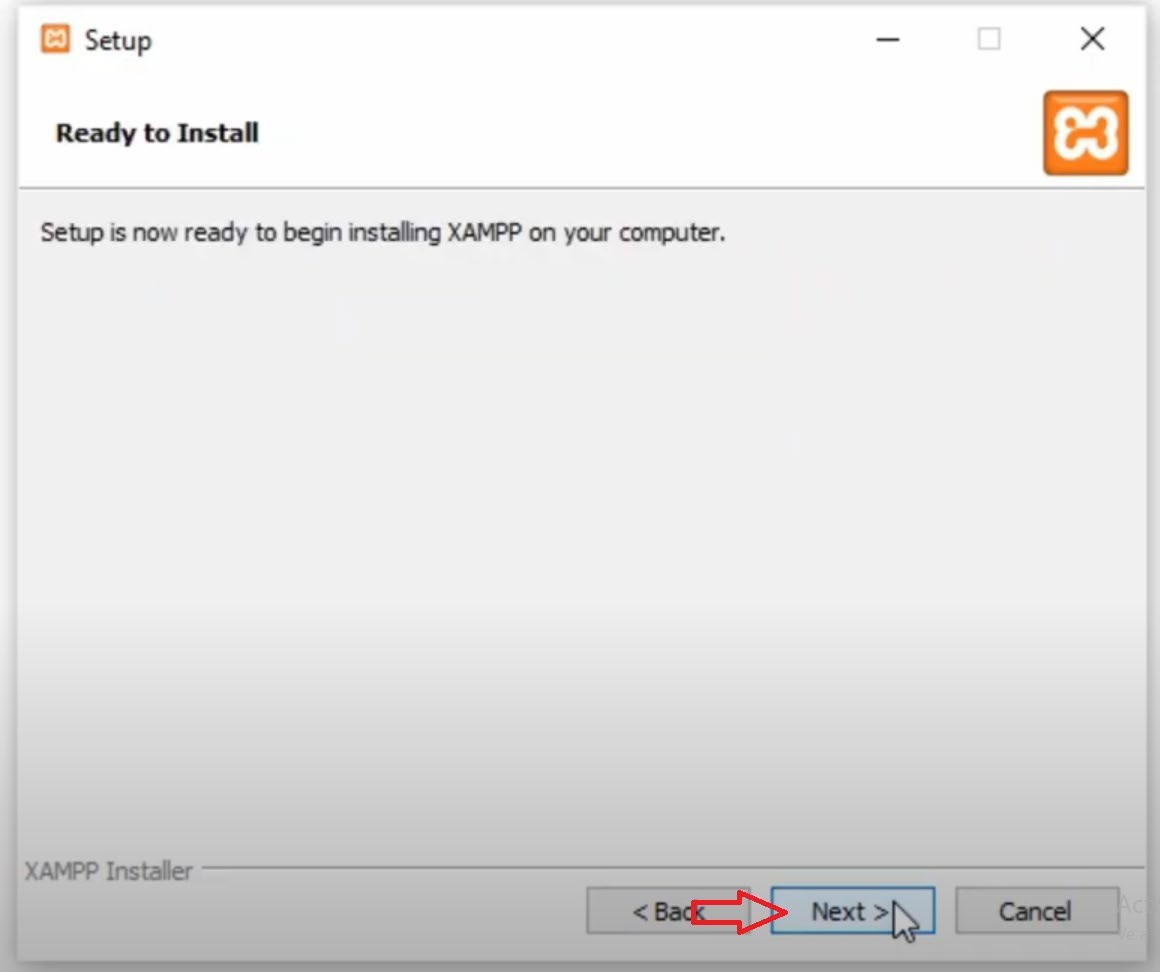 Setup
Ready to Install
Setup is now ready to begin installing XAMPP on your computer.
XAMPP Installer
< Back
Next >
Cancel